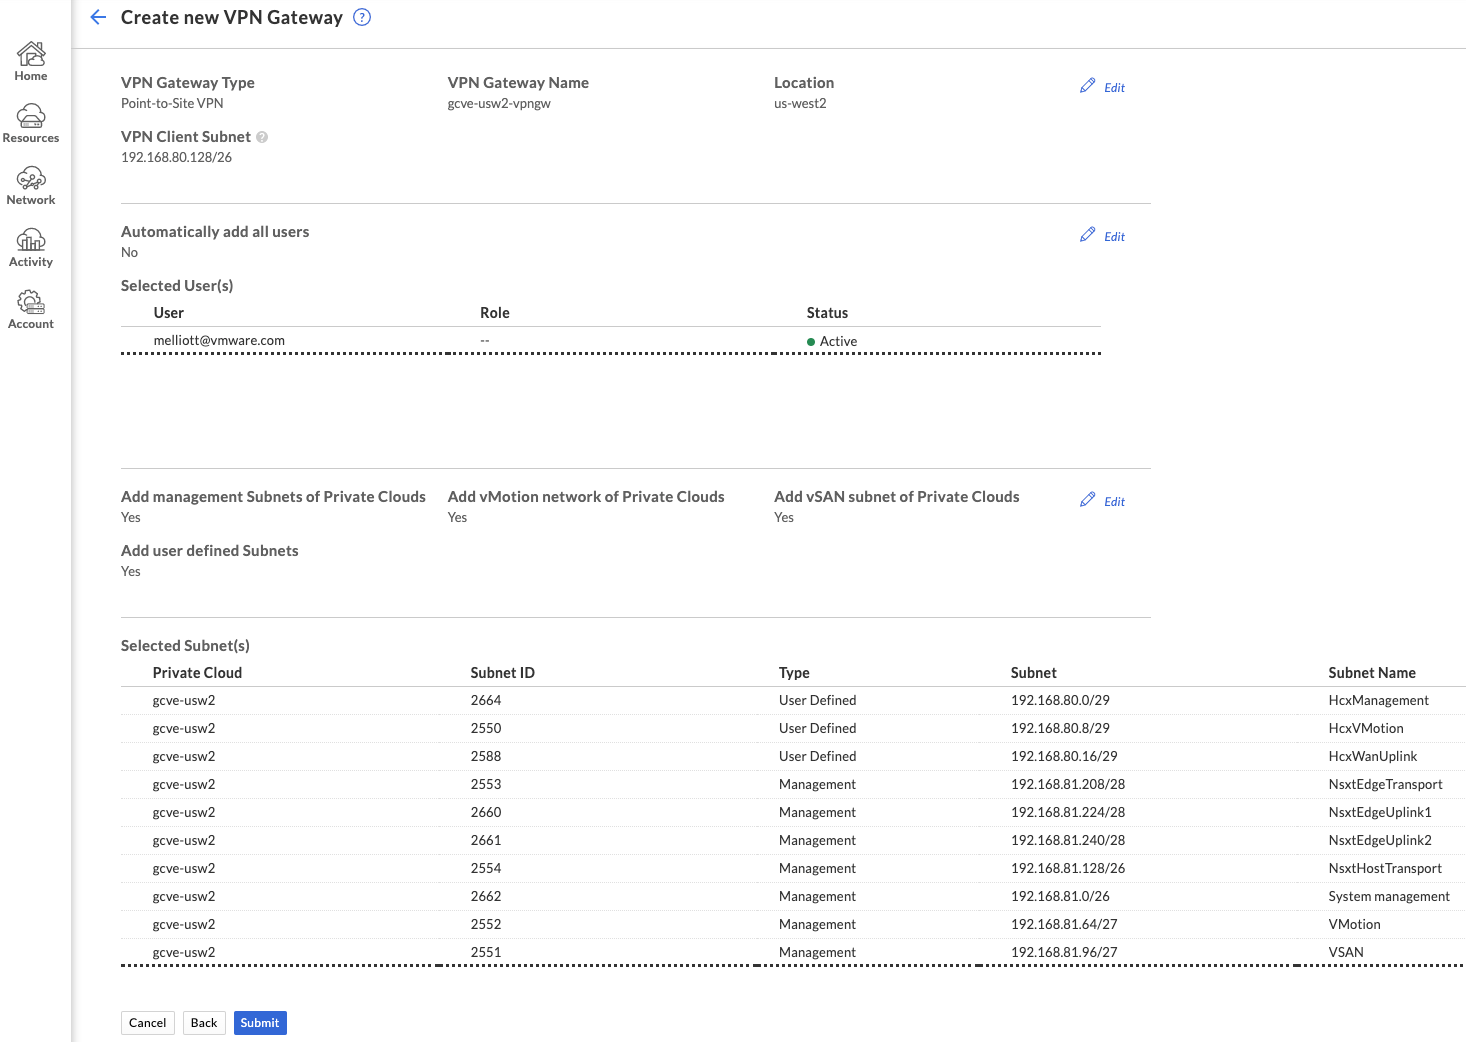 Create new VPN Gateway ?
Home
Resources
Network
Activity
Account
VPN Gateway Type VPN Gateway Name Location Edit
Point-to-Site VPN gcve-usw2-vpngw us-west2
VPN Client Subnet ?
192.168.80.128/26
Automatically add all users Edit
No
Selected User(s)
User Role Status
melliott@vmware.com -- Active
Add management Subnets of Private Clouds Add vMotion network of Private Clouds Add vSAN subnet of Private Clouds Edit
Yes Yes Yes
Add user defined Subnets
Yes
Selected Subnet(s)
Private Cloud Subnet ID Type Subnet Subnet Name
gcve-usw2 2664 User Defined 192.168.80.0/29 HcxManagement
gcve-usw2 2550 User Defined 192.168.80.8/29 HcxVMotion
gcve-usw2 2588 User Defined 192.168.80.16/29 HcxWanUplink
gcve-usw2 2553 Management 192.168.81.208/28 NsxtEdgeTransport
gcve-usw2 2660 Management 192.168.81.224/28 NsxtEdgeUplink1
gcve-usw2 2661 Management 192.168.81.240/28 NsxtEdgeUplink2
gcve-usw2 2554 Management 192.168.81.128/26 NsxtHostTransport
gcve-usw2 2662 Management 192.168.81.0/26 System management
gcve-usw2 2552 Management 192.168.81.64/27 VMotion
gcve-usw2 2551 Management 192.168.81.96/27 VSAN
Cancel Back Submit